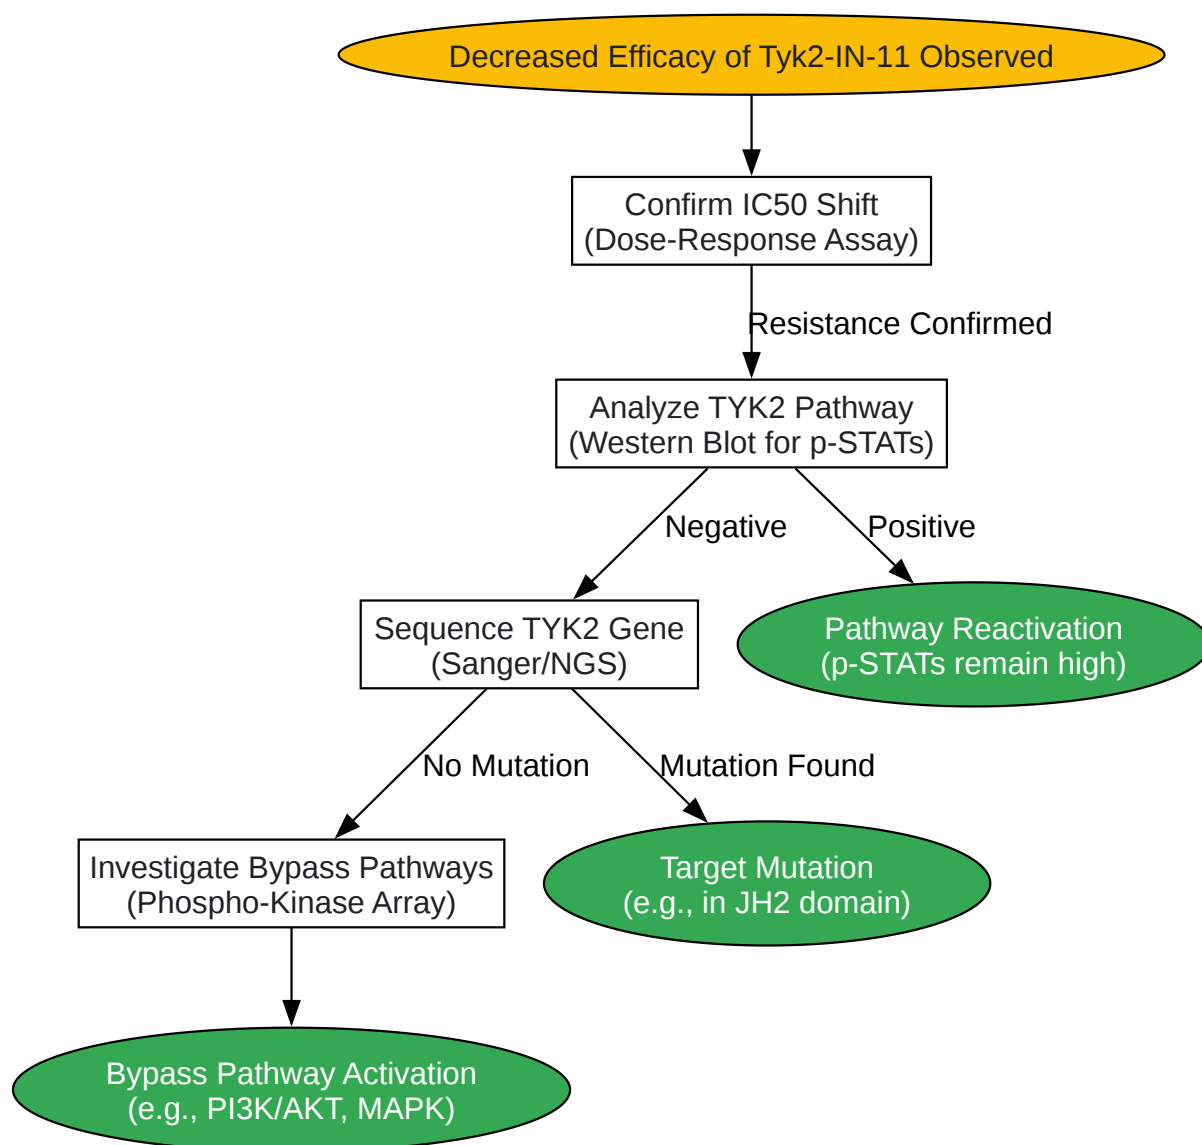 Decreased Efficacy of Tyk2-IN-11 Observed
Confirm IC50 Shift
(Dose-Response Assay)
Resistance Confirmed
Analyze TYK2 Pathway
(Western Blot for p-STATs)
Negative
Positive
Sequence TYK2 Gene
(Sanger/NGS)
Pathway Reactivation
(p-STATs remain high)
No Mutation
Mutation Found
Investigate Bypass Pathways
(Phospho-Kinase Array)
Target Mutation
(e.g., in JH2 domain)
Bypass Pathway Activation
(e.g., PI3K/AKT, MAPK)